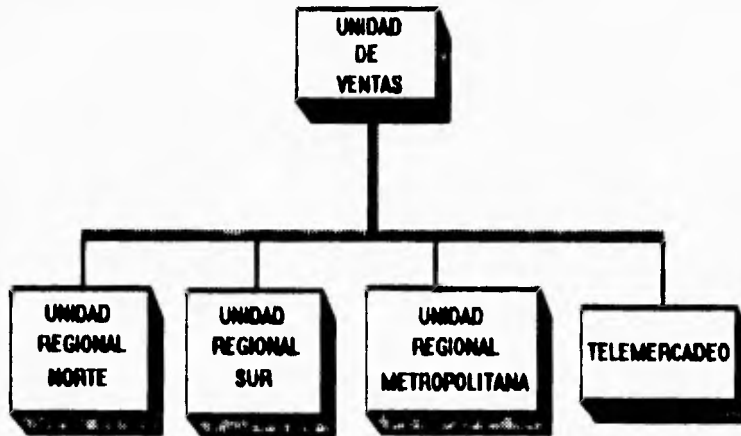 UNIDAD
DE
VENTAS
UNIDAD
REGIONAL
NORTE
UNIDAD
REGIONAL
SUR
UNIDAD
REGIONAL
METROPOLITANA
TELEMERCADEO